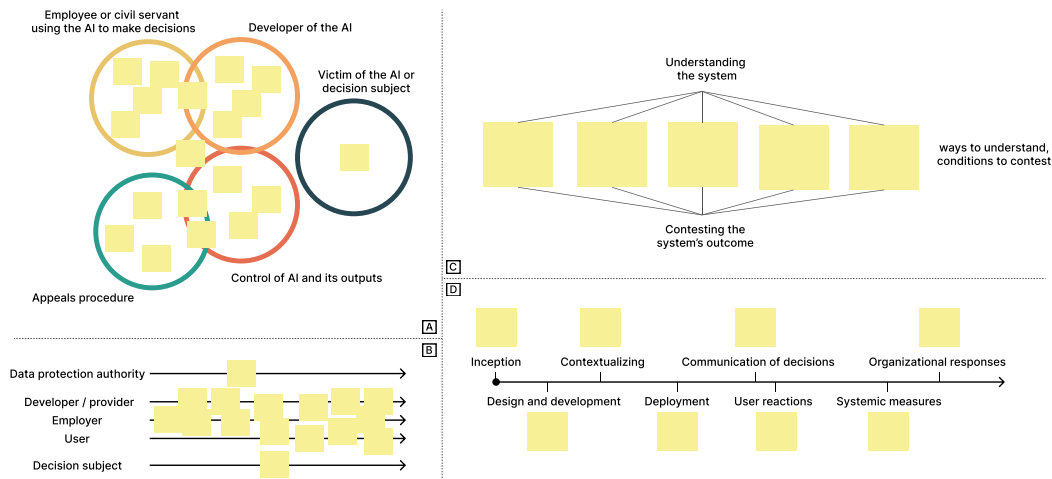 Employee or civil servant
using the AI to make decisions
Developer of the AI
Victim of the AI or
decision subject
Control of AI and its outputs
Appeals procedure
A
B
Data protection authority
Developer / provider
Employer
User
Decision subject
Understanding
the system
ways to understand,
conditions to contest
Contesting the
system's outcome
C
D
Inception
Contextualizing
Communication of decisions
Organizational responses
Design and development
Deployment
User reactions
Systemic measures